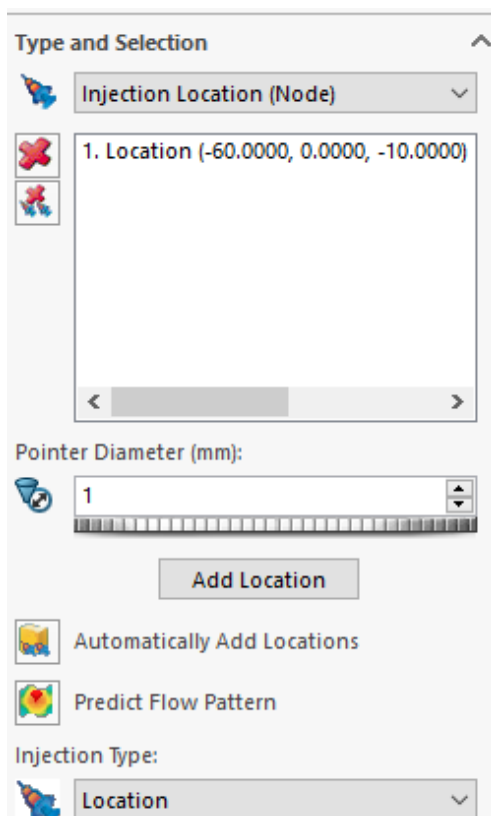 Type and Selection
Injection Location (Node)
1. Location (-60.0000, 0.0000, -10.0000)
Pointer Diameter (mm):
1
Add Location
Automatically Add Locations
Predict Flow Pattern
Injection Type:
Location